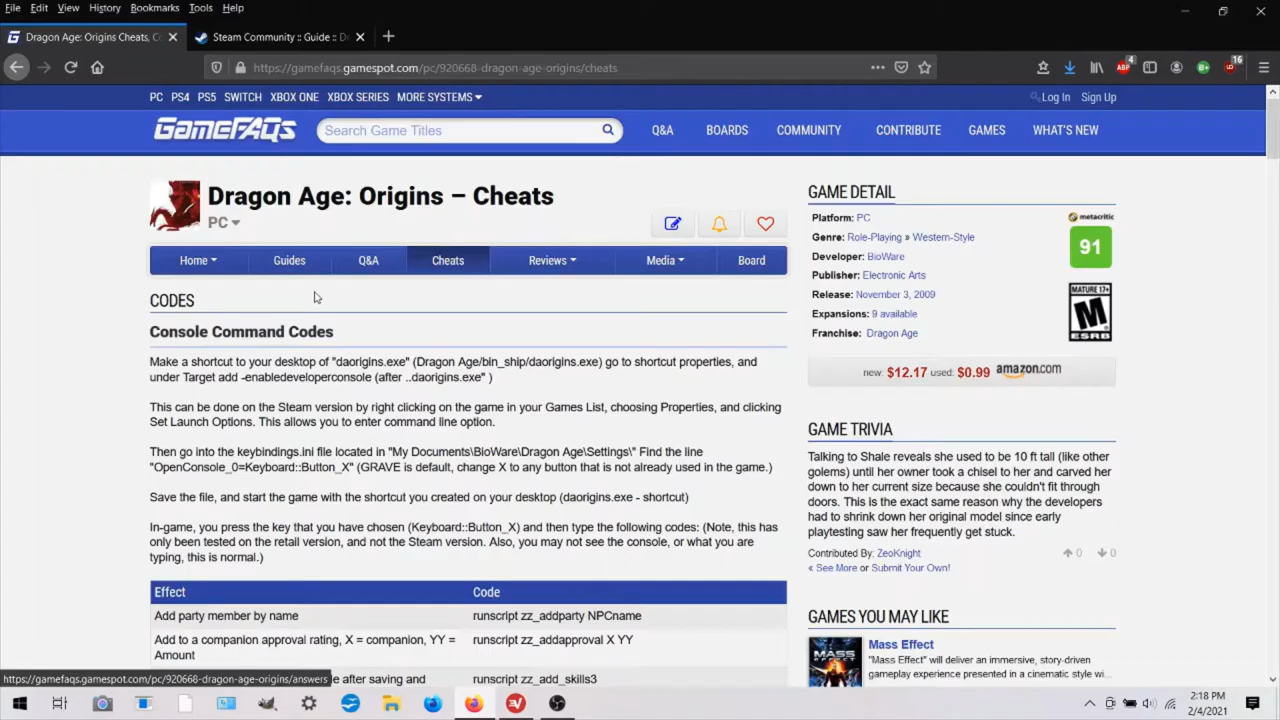 File Edit View History Bookmarks Tools Help
Dragon Age: Origins Cheats, C
Steam Community :: Guide :: D
https://gamefaqs.gamespot.com/pc/920668-dragon-age-origins/cheats
4
16
PC PS4 PS5 SWITCH XBOX ONE XBOX SERIES MORE SYSTEMS
Log In Sign Up
GameFAQs
Search Game Titles
Q&A BOARDS COMMUNITY CONTRIBUTE GAMES WHAT'S NEW
Dragon Age: Origins – Cheats
PC
Home Guides Q&A Cheats Reviews Media Board
CODES
Console Command Codes
Make a shortcut to your desktop of "daorigins.exe" (Dragon Age/bin_ship/daorigins.exe) go to shortcut properties, and
under Target add -enabledeveloperconsole (after ..daorigins.exe" )
This can be done on the Steam version by right clicking on the game in your Games List, choosing Properties, and clicking
Set Launch Options. This allows you to enter command line option.
Then go into the keybindings.ini file located in "My Documents\BioWare\Dragon Age\Settings\" Find the line
"OpenConsole_0=Keyboard::Button_X" (GRAVE is default, change X to any button that is not already used in the game.)
Save the file, and start the game with the shortcut you created on your desktop (daorigins.exe - shortcut)
In-game, you press the key that you have chosen (Keyboard::Button_X) and then type the following codes: (Note, this has
only been tested on the retail version, and not the Steam version. Also, you may not see the console, or what you are
typing, this is normal.)
Effect Code
Add party member by name runscript zz_addparty NPCname
Add to a companion approval rating, X = companion, YY = runscript zz_addapproval X YY
Amount
le after saving and runscript zz_add_skills3
https://gamefaqs.gamespot.com/pc/920668-dragon-age-origins/answers
GAME DETAIL
Platform: PC
Genre: Role-Playing » Western-Style
Developer: BioWare
Publisher: Electronic Arts
Release: November 3, 2009
Expansions: 9 available
Franchise: Dragon Age
metacritic
91
MATURE 17+
M
ESRB
new: $12.17 used: $0.99 amazon.com
GAME TRIVIA
Talking to Shale reveals she used to be 10 ft tall (like other
golems) until her owner took a chisel to her and carved her
down to her current size because she couldn't fit through
doors. This is the exact same reason why the developers
had to shrink down her original model since early
playtesting saw her frequently get stuck.
Contributed By: ZeoKnight 0 0
« See More or Submit Your Own!
GAMES YOU MAY LIKE
MASS EFFECT
Mass Effect
"Mass Effect" will deliver an immersive, story-driven
gameplay experience presented in a cinematic style wi...
2:18 PM
2/4/2021